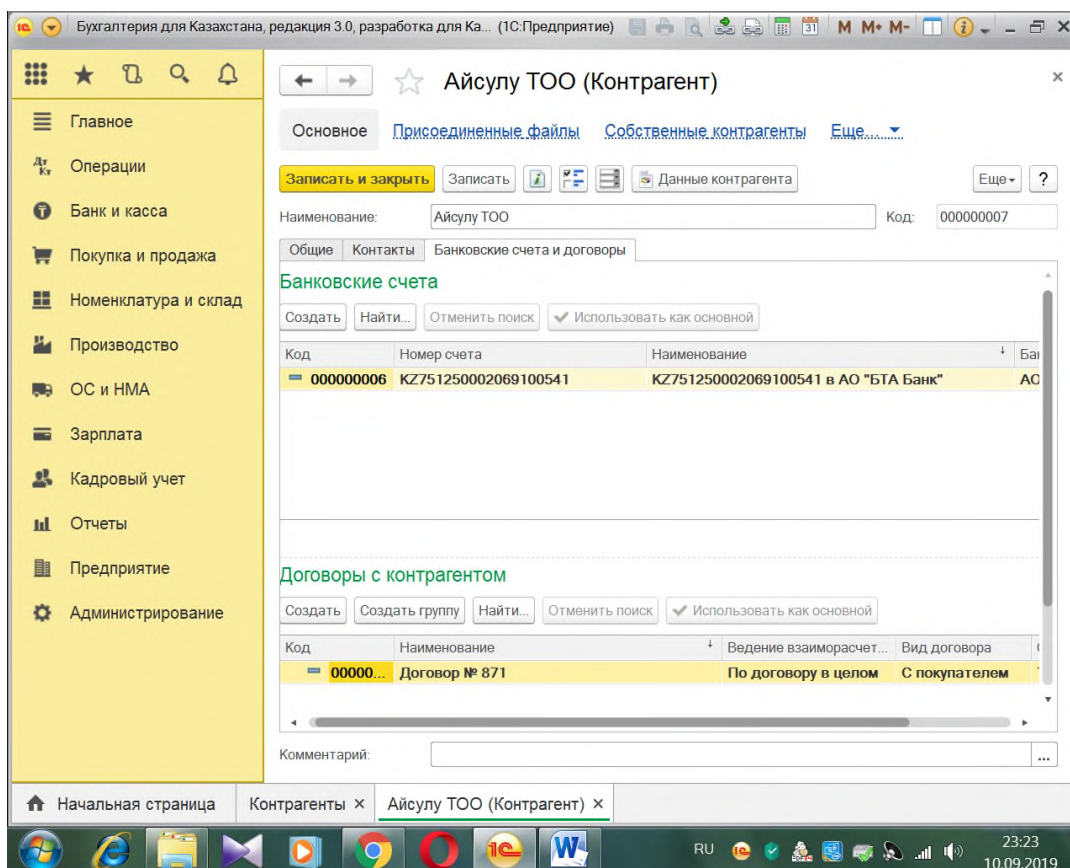 1С Бухгалтерия для Казахстана, редакция 3.0, разработка для Ка... (1С:Предприятие) 31 M M+ M-
Айсулу ТОО (Контрагент)
Главное
Операции
Банк и касса
Покупка и продажа
Номенклатура и склад
Производство
ОС и НМА
Зарплата
Кадровый учет
Отчеты
Предприятие
Администрирование
Основное Присоединенные файлы Собственные контрагенты Еще...
Записать и закрыть Записать Данные контрагента Еще ?
Наименование: Айсулу ТОО Код: 000000007
Общие Контакты Банковские счета и договоры
Банковские счета
Создать Найти... Отменить поиск Использовать как основной
Код Номер счета Наименование Бан
000000006 KZ751250002069100541 KZ751250002069100541 в АО "БТА Банк" АО
Договоры с контрагентом
Создать Создать группу Найти... Отменить поиск Использовать как основной
Код Наименование Ведение взаиморасчет... Вид договора
00000... Договор № 871 По договору в целом С покупателем
Комментарий: ...
Начальная страница Контрагенты × Айсулу ТОО (Контрагент) ×
RU 23:23
10.09.2019